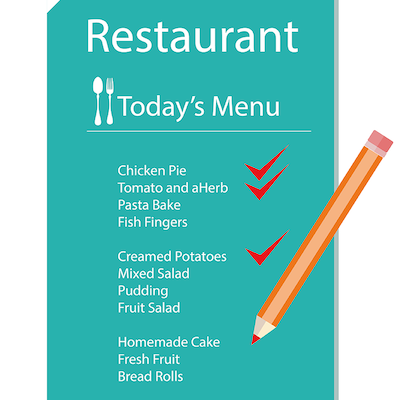 Restaurant
Today's Menu
Chicken Pie
Tomato and aHerb
Pasta Bake
Fish Fingers
Creamed Potatoes
Mixed Salad
Pudding
Fruit Salad
Homemade Cake
Fresh Fruit
Bread Rolls